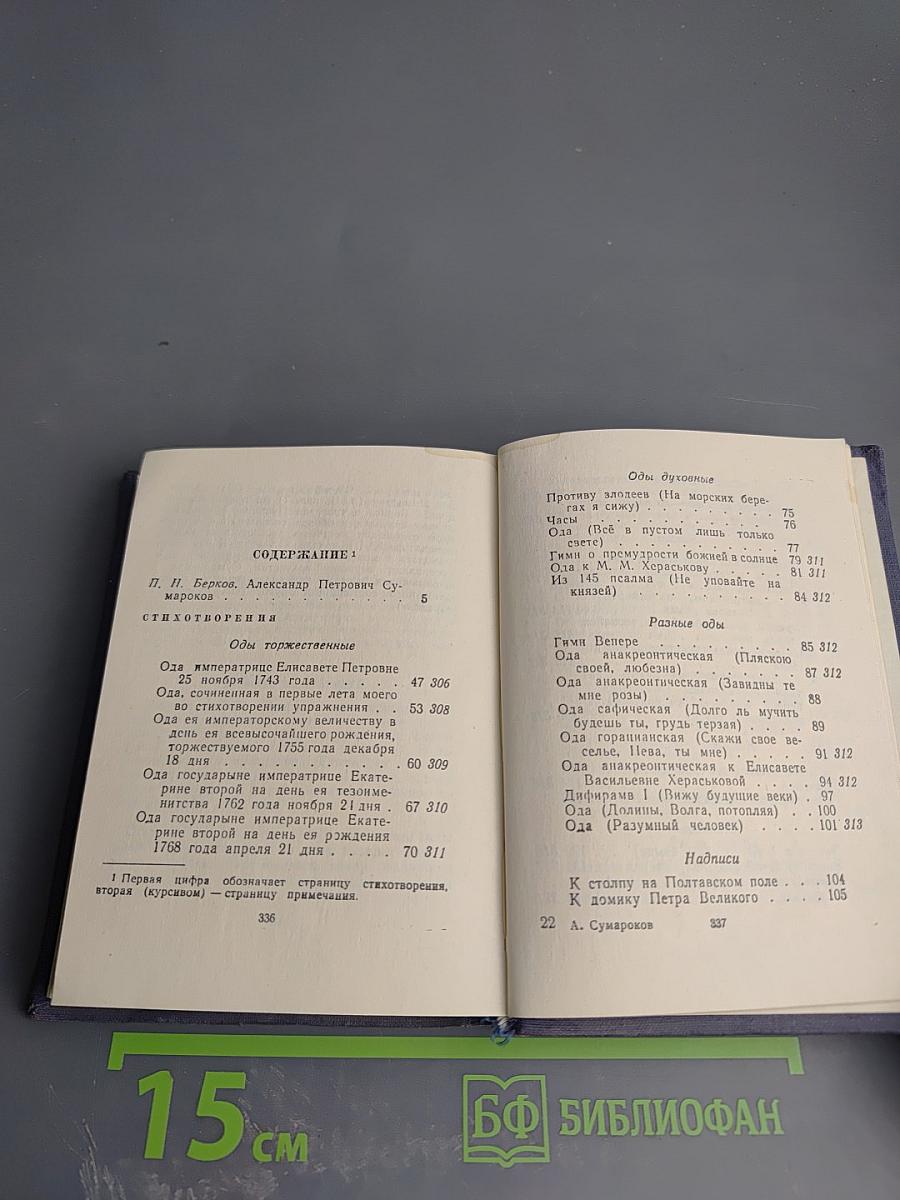 СОДЕРЖАНИЕ ¹
П. Н. Берков. Александр Петрович Су-
мароков . . . . . . . . . . . . 5
СТИХОТВОРЕНИЯ
Оды торжественные
Ода императрице Елисавете Петровне
25 ноября 1743 года . . . . . 47 306
Ода, сочиненная в первые лета моего
во стихотворении упражнения . . 53 308
Ода ея императорскому величеству в
день ея всевысочайшего рождения,
торжествуемого 1755 года декабря
18 дня . . . . . . . . . . . 60 309
Ода государыне императрице Екате-
рине второй на день ея тезоиме-
нитства 1762 года ноября 24 дня . 67 310
Ода государыне императрице Екате-
рине второй на день ея рождения
1768 года апреля 21 дня . . . . 70 311
¹ Первая цифра обозначает страницу стихотворения,
вторая (курсивом) — страницу примечания.
336
Оды духовные
Противу злодеев (На морских бере-
гах я сижу) . . . . . . . . . 75
Часы . . . . . . . . . . . . 76
Ода (Всё в пустом лишь только
свете) . . . . . . . . . . . 77
Гимн о премудрости божией в солнце 79 311
Ода к М. М. Хераськову . . . . . 81 311
Из 145 псалма (Не уповайте на
князей) . . . . . . . . . . . 84 312
Разные оды
Гимн Венере . . . . . . . . . 85 312
Ода анакреонтическая (Пляскою
своей, любезна) . . . . . . . 87 312
Ода анакреонтическая (Завидны те
мне розы) . . . . . . . . . 88
Ода сафическая (Долго ль мучить
будешь ты, грудь терзая) . . . . 89
Ода горацианская (Скажи свое ве-
селье, Нева, ты мне) . . . . . 91 312
Ода анакреонтическая к Елисавете
Васильевне Хераськовой . . . . 94 312
Дифирамв 1 (Вижу будущие веки) . 97
Ода (Долины, Волга, потопляя) . . 100
Ода (Разумный человек) . . . . 101 313
Надписи
К столпу на Полтавском поле . . . 104
К домику Петра Великого . . . . 105
22 А. Сумароков 337
15 см
БФ БИБЛИОФАН